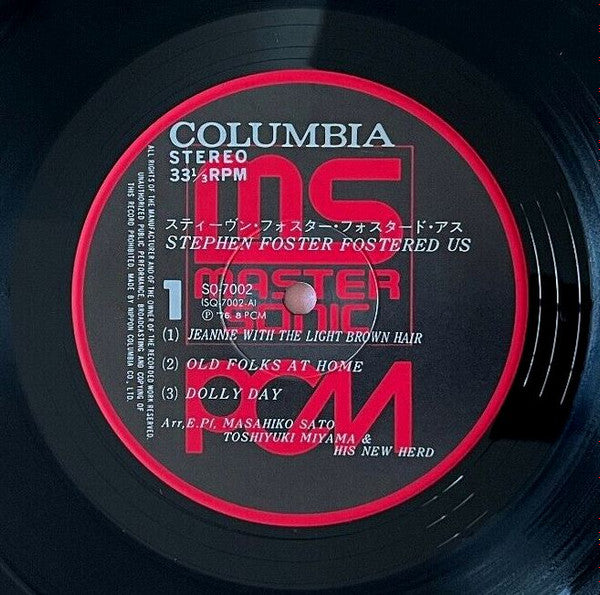 COLUMBIA
STEREO
33⅓RPM
ms
MASTER
SONIC
PCM
スティーヴン・フォスター・フォスタード・アス
STEPHEN FOSTER FOSTERED US
1
SQ-7002
(SQ-7002-A)
Ⓟ '76. 8 PCM
(1) JEANNIE WITH THE LIGHT BROWN HAIR
(2) OLD FOLKS AT HOME
(3) DOLLY DAY
Arr, E.Pf, MASAHIKO SATO
TOSHIYUKI MIYAMA &
HIS NEW HERD
ALL RIGHTS OF THE MANUFACTURER AND OF THE OWNER OF THE RECORDED WORK RESERVED.
UNAUTHORIZED PUBLIC PERFORMANCE, BROADCASTING AND COPYING OF
THIS RECORD PROHIBITED. MADE BY NIPPON COLUMBIA CO., LTD.